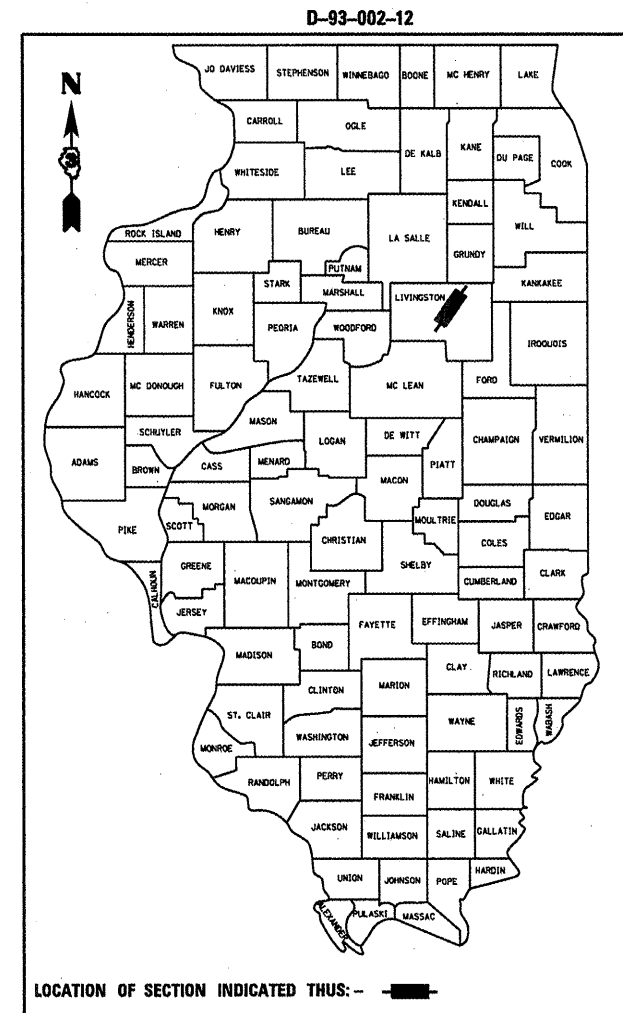 D-93-002-12
N
JO DAVIESS STEPHENSON WINNEBAGO BOONE MC HENRY LAKE
CARROLL OGLE DE KALB KANE DU PAGE COOK
WHITESIDE LEE
KENDALL
ROCK ISLAND HENRY BUREAU LA SALLE WILL
MERCER PUTNAM GRUNDY
STARK MARSHALL LIVINGSTON KANKAKEE
HENDERSON WARREN KNOX PEORIA WOODFORD IROQUOIS
HANCOCK MC DONOUGH FULTON TAZEWELL MC LEAN FORD
MASON
SCHUYLER LOGAN DE WITT CHAMPAIGN VERMILION
ADAMS BROWN CASS MENARD PIATT
MACON
MORGAN SANGAMON DOUGLAS EDGAR
PIKE SCOTT CHRISTIAN MOULTRIE COLES
GREENE MACOUPIN MONTGOMERY SHELBY CUMBERLAND CLARK
CALHOUN JERSEY
FAYETTE EFFINGHAM JASPER CRAWFORD
MADISON BOND
CLAY RICHLAND LAWRENCE
CLINTON MARION
ST. CLAIR WAYNE EDWARDS WABASH
MONROE WASHINGTON JEFFERSON
RANDOLPH PERRY HAMILTON WHITE
FRANKLIN
JACKSON WILLIAMSON SALINE GALLATIN
UNION JOHNSON POPE HARDIN
ALEXANDER PULASKI MASSAC
LOCATION OF SECTION INDICATED THUS: -